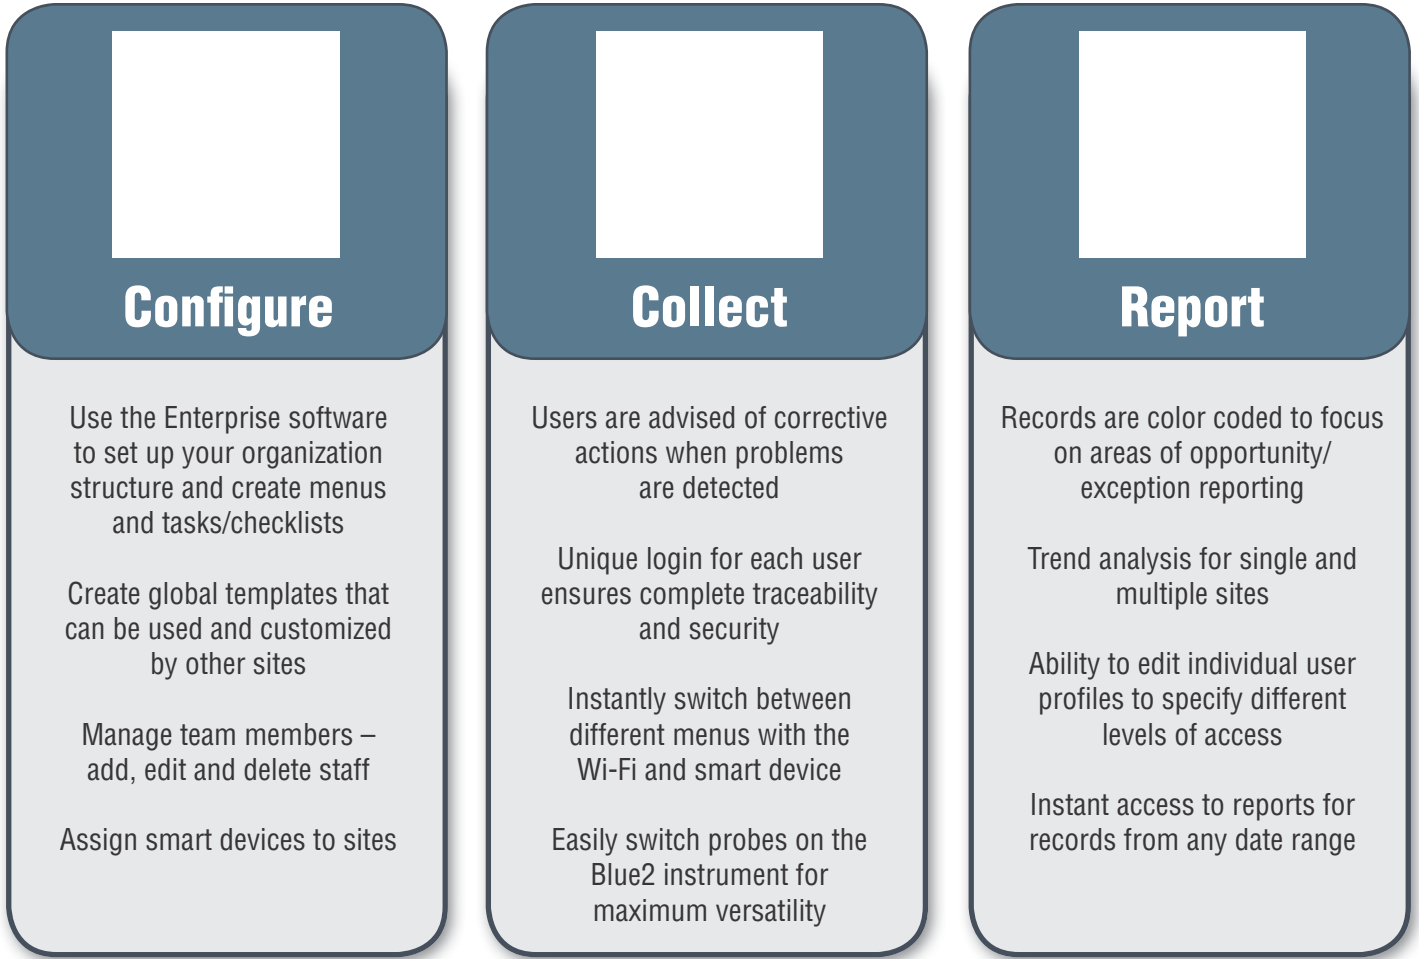 Configure
Use the Enterprise software
to set up your organization
structure and create menus
and tasks/checklists
Create global templates that
can be used and customized
by other sites
Manage team members –
add, edit and delete staff
Assign smart devices to sites
Collect
Users are advised of corrective
actions when problems
are detected
Unique login for each user
ensures complete traceability
and security
Instantly switch between
different menus with the
Wi-Fi and smart device
Easily switch probes on the
Blue2 instrument for
maximum versatility
Report
Records are color coded to focus
on areas of opportunity/
exception reporting
Trend analysis for single and
multiple sites
Ability to edit individual user
profiles to specify different
levels of access
Instant access to reports for
records from any date range